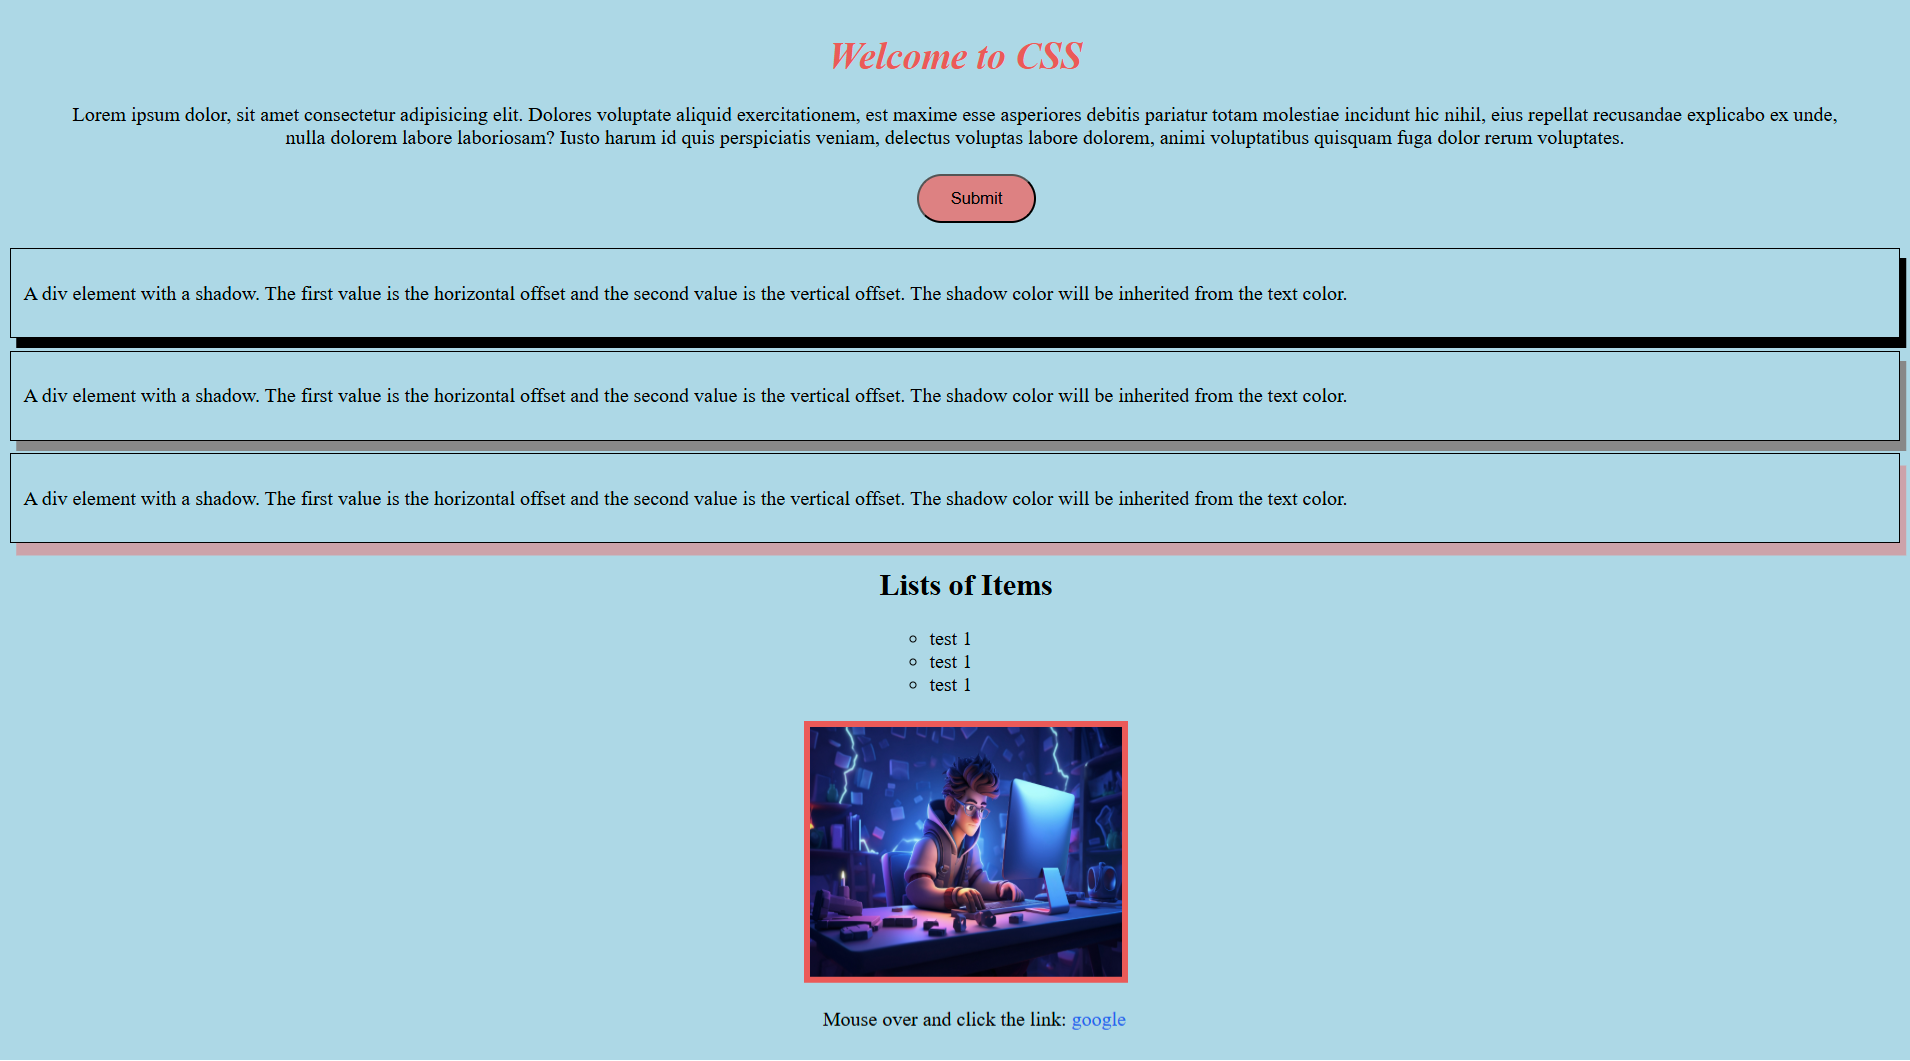 Welcome to CSS
Lorem ipsum dolor, sit amet consectetur adipisicing elit. Dolores voluptate aliquid exercitationem, est maxime esse asperiores debitis pariatur totam molestiae incidunt hic nihil, eius repellat recusandae explicabo ex unde,
nulla dolorem labore laboriosam? Iusto harum id quis perspiciatis veniam, delectus voluptas labore dolorem, animi voluptatibus quisquam fuga dolor rerum voluptates.
Submit
A div element with a shadow. The first value is the horizontal offset and the second value is the vertical offset. The shadow color will be inherited from the text color.
A div element with a shadow. The first value is the horizontal offset and the second value is the vertical offset. The shadow color will be inherited from the text color.
A div element with a shadow. The first value is the horizontal offset and the second value is the vertical offset. The shadow color will be inherited from the text color.
Lists of Items
test 1
test 1
test 1
Mouse over and click the link: google